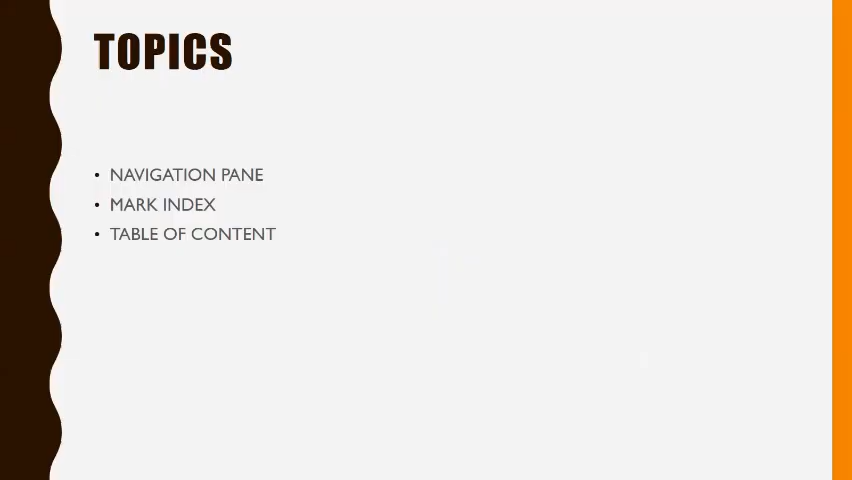 TOPICS
• NAVIGATION PANE
• MARK INDEX
• TABLE OF CONTENT